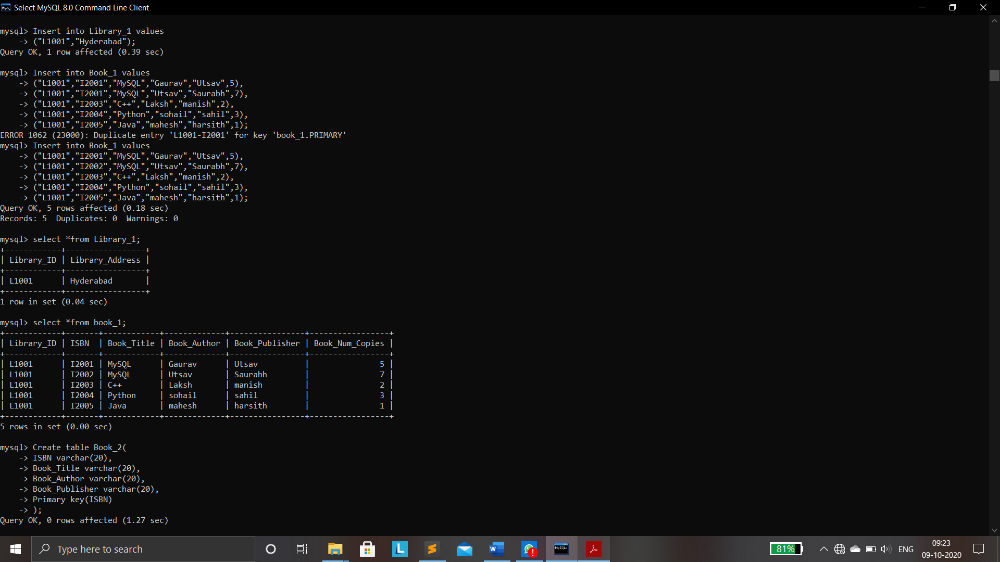 Select MySQL 8.0 Command Line Client
mysql> Insert into Library_1 values
    -> ("L1001","Hyderabad");
Query OK, 1 row affected (0.39 sec)

mysql> Insert into Book_1 values
    -> ("L1001","I2001","MySQL","Gaurav","Utsav",5),
    -> ("L1001","I2001","MySQL","Utsav","Saurabh",7),
    -> ("L1001","I2003","C++","Laksh","manish",2),
    -> ("L1001","I2004","Python","sohail","sahil",3),
    -> ("L1001","I2005","Java","mahesh","harsith",1);
ERROR 1062 (23000): Duplicate entry 'L1001-I2001' for key 'book_1.PRIMARY'
mysql> Insert into Book_1 values
    -> ("L1001","I2001","MySQL","Gaurav","Utsav",5),
    -> ("L1001","I2002","MySQL","Utsav","Saurabh",7),
    -> ("L1001","I2003","C++","Laksh","manish",2),
    -> ("L1001","I2004","Python","sohail","sahil",3),
    -> ("L1001","I2005","Java","mahesh","harsith",1);
Query OK, 5 rows affected (0.18 sec)
Records: 5  Duplicates: 0  Warnings: 0

mysql> select *from Library_1;
+------------+-----------------+
| Library_ID | Library_Address |
+------------+-----------------+
| L1001      | Hyderabad       |
+------------+-----------------+
1 row in set (0.04 sec)

mysql> select *from book_1;
+------------+-------+------------+-------------+----------------+-----------------+
| Library_ID | ISBN  | Book_Title | Book_Author | Book_Publisher | Book_Num_Copies |
+------------+-------+------------+-------------+----------------+-----------------+
| L1001      | I2001 | MySQL      | Gaurav      | Utsav          |               5 |
| L1001      | I2002 | MySQL      | Utsav       | Saurabh        |               7 |
| L1001      | I2003 | C++        | Laksh       | manish         |               2 |
| L1001      | I2004 | Python     | sohail      | sahil          |               3 |
| L1001      | I2005 | Java       | mahesh      | harsith        |               1 |
+------------+-------+------------+-------------+----------------+-----------------+
5 rows in set (0.00 sec)

mysql> Create table Book_2(
    -> ISBN varchar(20),
    -> Book_Title varchar(20),
    -> Book_Author varchar(20),
    -> Book_Publisher varchar(20),
    -> Primary key(ISBN)
    -> );
Query OK, 0 rows affected (1.27 sec)
Type here to search
81%
ENG
09:23
09-10-2020